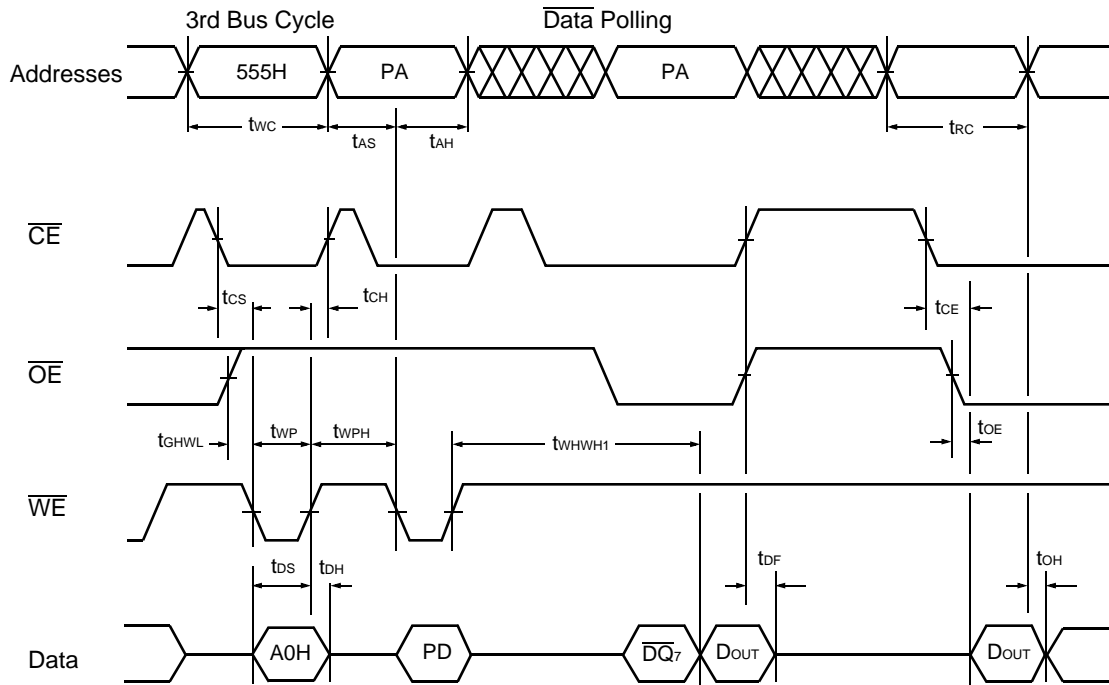 3rd Bus Cycle Data Polling
Addresses 555H PA PA
tWC tAS tAH tRC
CE
tCS tCH tCE
OE
tGHWL tWP tWPH tWHWH1 tOE
WE
tDS tDH tDF tOH
Data A0H PD DQ7 DOUT DOUT